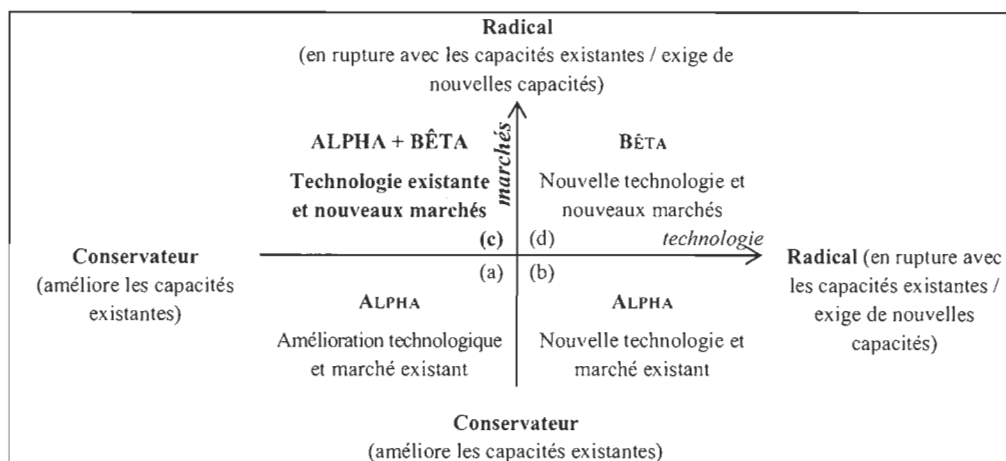 Radical
(en rupture avec les capacités existantes / exige de
nouvelles capacités)
ALPHA + BÊTA
Technologie existante
et nouveaux marchés
(c)
marchés
BÊTA
Nouvelle technologie et
nouveaux marchés
(d)
technologie
Conservateur
(améliore les capacités
existantes)
Radical (en rupture avec
les capacités existantes /
exige de nouvelles
capacités)
(a)
ALPHA
Amélioration technologique
et marché existant
(b)
ALPHA
Nouvelle technologie et
marché existant
Conservateur
(améliore les capacités existantes)